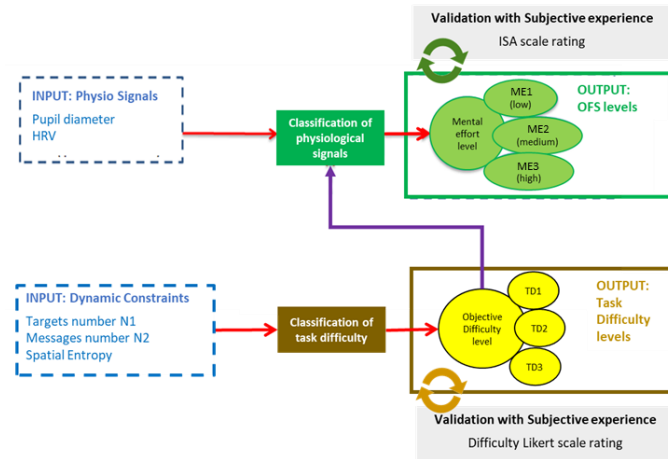 Validation with Subjective experience
ISA scale rating
INPUT: Physio Signals
Pupil diameter
HRV
Classification of
physiological
signals
Mental
effort
level
ME1
(low)
ME2
(medium)
ME3
(high)
OUTPUT:
OFS levels
INPUT: Dynamic Constraints
Targets number N1
Messages number N2
Spatial Entropy
Classification of
task difficulty
Objective
Difficulty
level
TD1
TD2
TD3
OUTPUT:
Task
Difficulty
levels
Validation with Subjective experience
Difficulty Likert scale rating